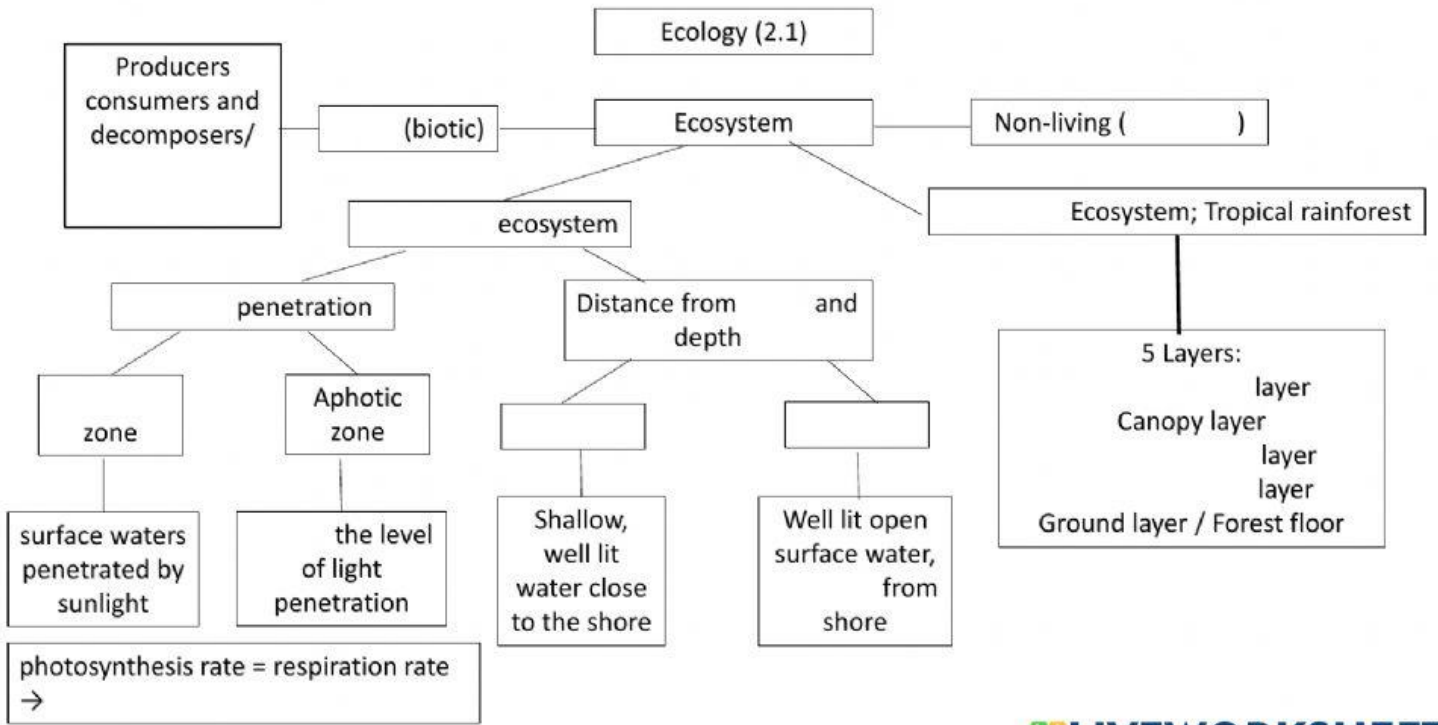 Ecology (2.1)
Producers
consumers and
decomposers/
(biotic)
Ecosystem
Non-living ( )
ecosystem
Ecosystem; Tropical rainforest
penetration
Distance from and
depth
5 Layers:
layer
Canopy layer
layer
layer
Ground layer / Forest floor
zone
Aphotic
zone
surface waters
penetrated by
sunlight
the level
of light
penetration
Shallow,
well lit
water close
to the shore
Well lit open
surface water,
from
shore
photosynthesis rate = respiration rate
→